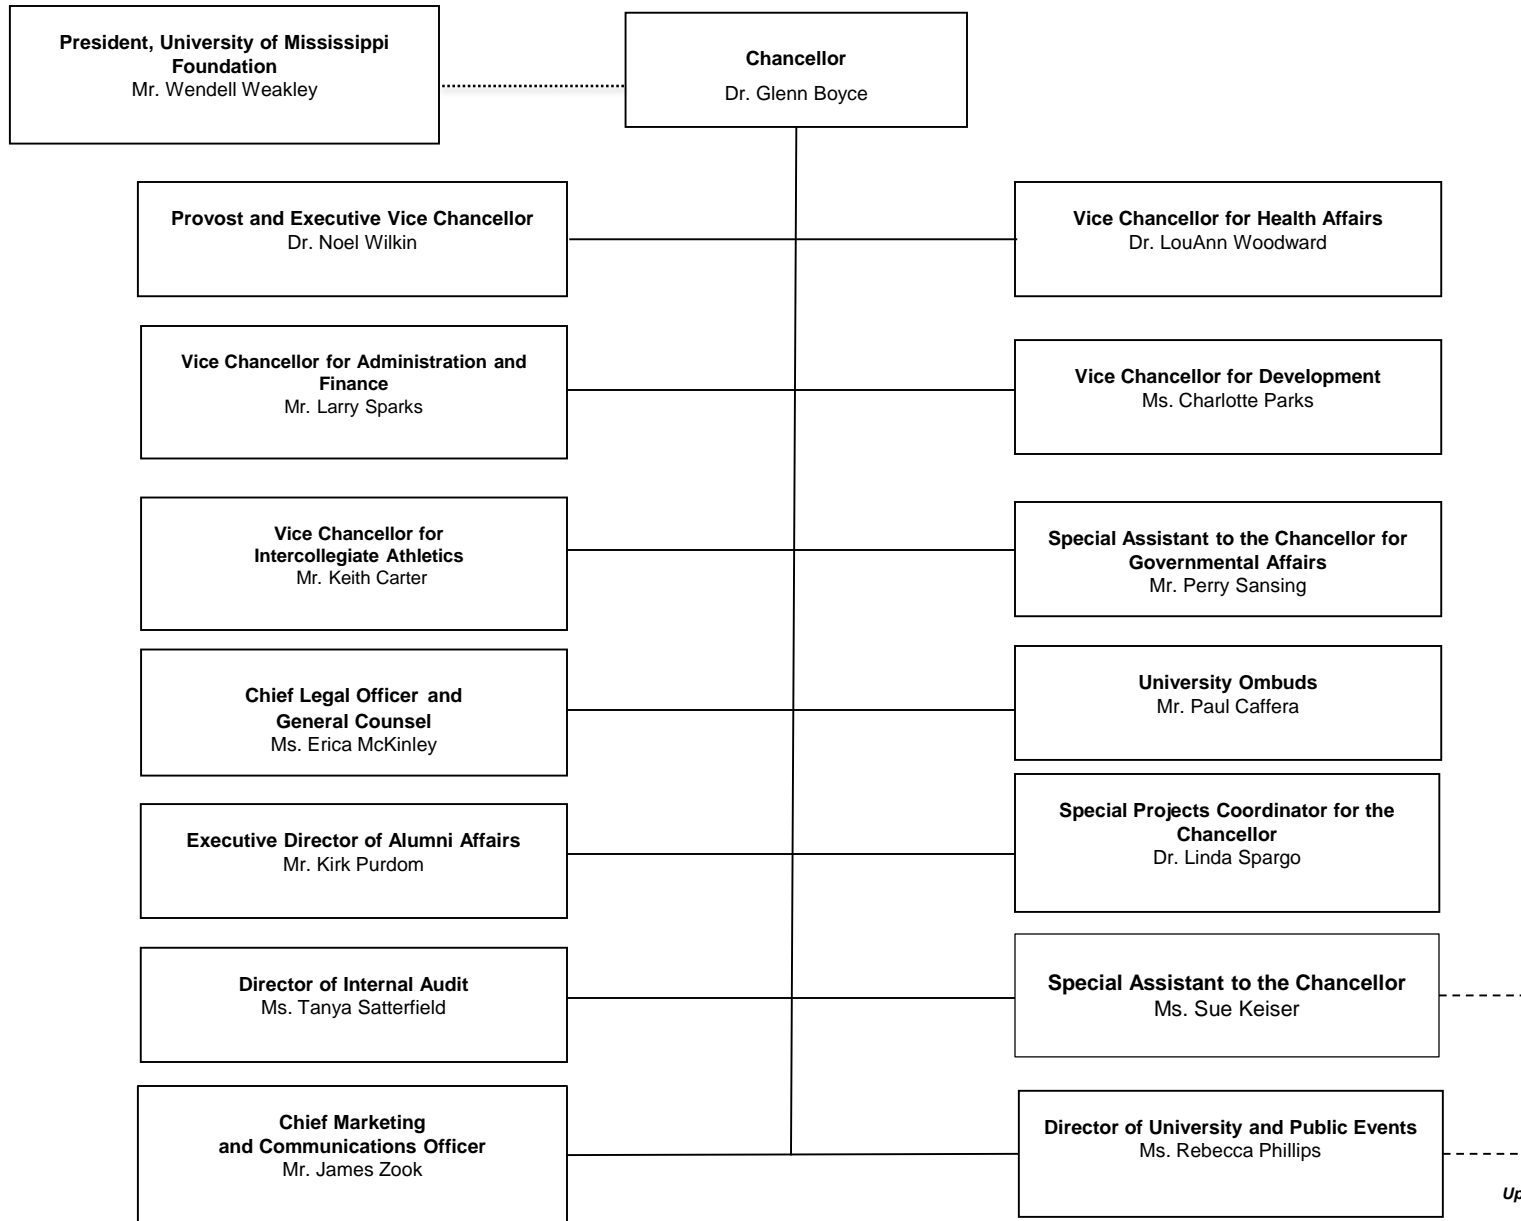 President, University of Mississippi
Foundation
Mr. Wendell Weakley
Chancellor
Dr. Glenn Boyce
Provost and Executive Vice Chancellor
Dr. Noel Wilkin
Vice Chancellor for Health Affairs
Dr. LouAnn Woodward
Vice Chancellor for Administration and
Finance
Mr. Larry Sparks
Vice Chancellor for Development
Ms. Charlotte Parks
Vice Chancellor for
Intercollegiate Athletics
Mr. Keith Carter
Special Assistant to the Chancellor for
Governmental Affairs
Mr. Perry Sansing
Chief Legal Officer and
General Counsel
Ms. Erica McKinley
University Ombuds
Mr. Paul Caffera
Executive Director of Alumni Affairs
Mr. Kirk Purdom
Special Projects Coordinator for the
Chancellor
Dr. Linda Spargo
Director of Internal Audit
Ms. Tanya Satterfield
Special Assistant to the Chancellor
Ms. Sue Keiser
Chief Marketing
and Communications Officer
Mr. James Zook
Director of University and Public Events
Ms. Rebecca Phillips
Up